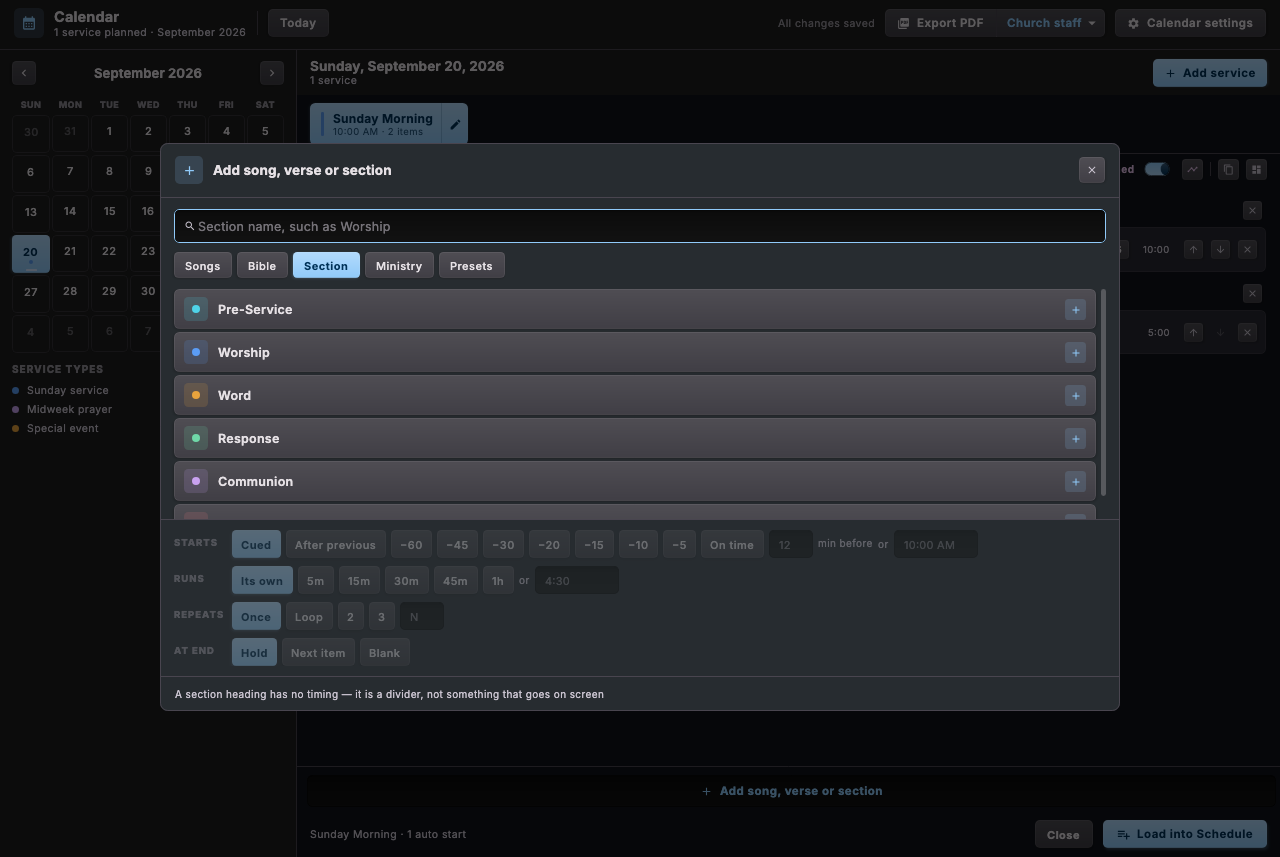 Calendar
1 service planned · September 2026
Today
All changes saved
Export PDF
Church staff
Calendar settings
September 2026
SUN MON TUE WED THU FRI SAT
30 31 1 2 3 4 5
6 7 8 9
13 14 15 16
20 21 22 23
27 28 29 30
4 5 6 7
SERVICE TYPES
Sunday service
Midweek prayer
Special event
Sunday, September 20, 2026
1 service
Add service
Sunday Morning
10:00 AM · 2 items
ed
10:00
5:00
Add song, verse or section
Section name, such as Worship
Songs
Bible
Section
Ministry
Presets
Pre-Service
Worship
Word
Response
Communion
STARTS Cued After previous −60 −45 −30 −20 −15 −10 −5 On time 12 min before or 10:00 AM
RUNS Its own 5m 15m 30m 45m 1h or 4:30
REPEATS Once Loop 2 3 N
AT END Hold Next item Blank
A section heading has no timing — it is a divider, not something that goes on screen
Add song, verse or section
Sunday Morning · 1 auto start
Close
Load into Schedule